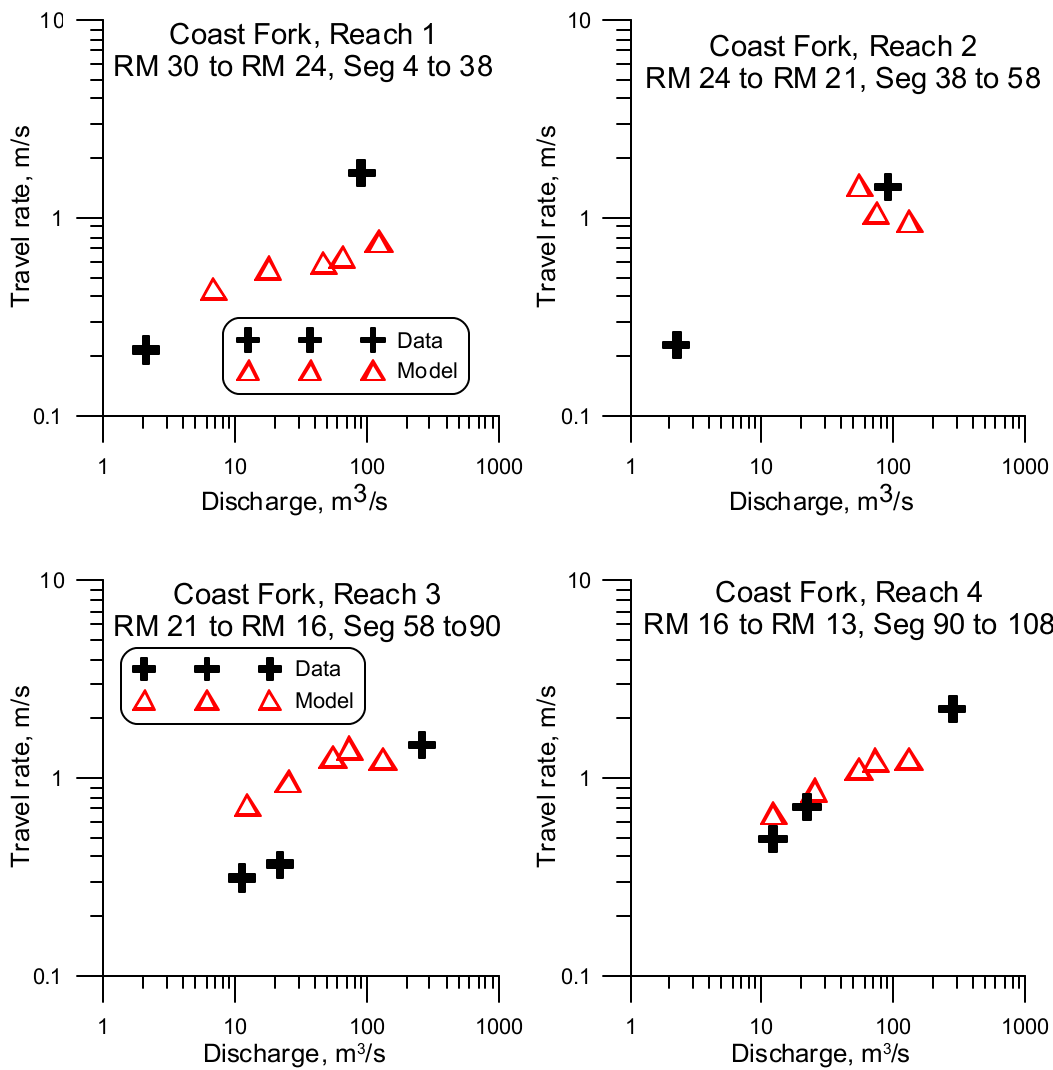 Coast Fork, Reach 1
RM 30 to RM 24, Seg 4 to 38
10
1
0.1
Travel rate, m/s
Data
Model
1 10 100 1000
Discharge, m³/s
Coast Fork, Reach 2
RM 24 to RM 21, Seg 38 to 58
10
1
0.1
Travel rate, m/s
1 10 100 1000
Discharge, m³/s
Coast Fork, Reach 3
RM 21 to RM 16, Seg 58 to90
Data
Model
10
1
0.1
Travel rate, m/s
1 10 100 1000
Discharge, m³/s
Coast Fork, Reach 4
RM 16 to RM 13, Seg 90 to 108
10
1
0.1
Travel rate, m/s
1 10 100 1000
Discharge, m³/s